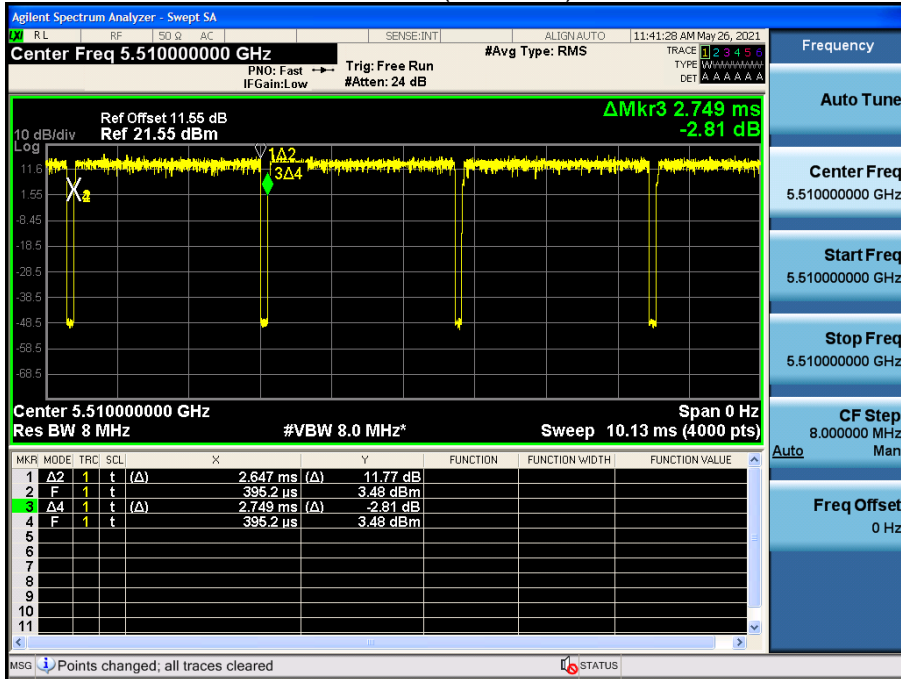 Agilent Spectrum Analyzer - Swept SA
LXI RL RF 50 Ω AC SENSE:INT ALIGN AUTO 11:41:28 AM May 26, 2021
Center Freq 5.510000000 GHz
PNO: Fast
IFGain:Low
Trig: Free Run
#Atten: 24 dB
#Avg Type: RMS
TRACE 1 2 3 4 5 6
TYPE WWWWWW
DET A A A A A A
Frequency
ΔMkr3 2.749 ms
-2.81 dB
Ref Offset 11.55 dB
Ref 21.55 dBm
10 dB/div
Log
11.6
1.55
-8.45
-18.5
-28.5
-38.5
-48.5
-58.5
-68.5
1Δ2
3Δ4
Center 5.510000000 GHz
Span 0 Hz
Res BW 8 MHz
#VBW 8.0 MHz*
Sweep 10.13 ms (4000 pts)
MKR MODE TRC SCL X Y FUNCTION FUNCTION WIDTH FUNCTION VALUE
1 Δ2 1 t (Δ) 2.647 ms (Δ) 11.77 dB
2 F 1 t 395.2 µs 3.48 dBm
3 Δ4 1 t (Δ) 2.749 ms (Δ) -2.81 dB
4 F 1 t 395.2 µs 3.48 dBm
5
6
7
8
9
10
11
Auto Tune
Center Freq
5.510000000 GHz
Start Freq
5.510000000 GHz
Stop Freq
5.510000000 GHz
CF Step
8.000000 MHz
Auto Man
Freq Offset
0 Hz
MSG Points changed; all traces cleared
STATUS